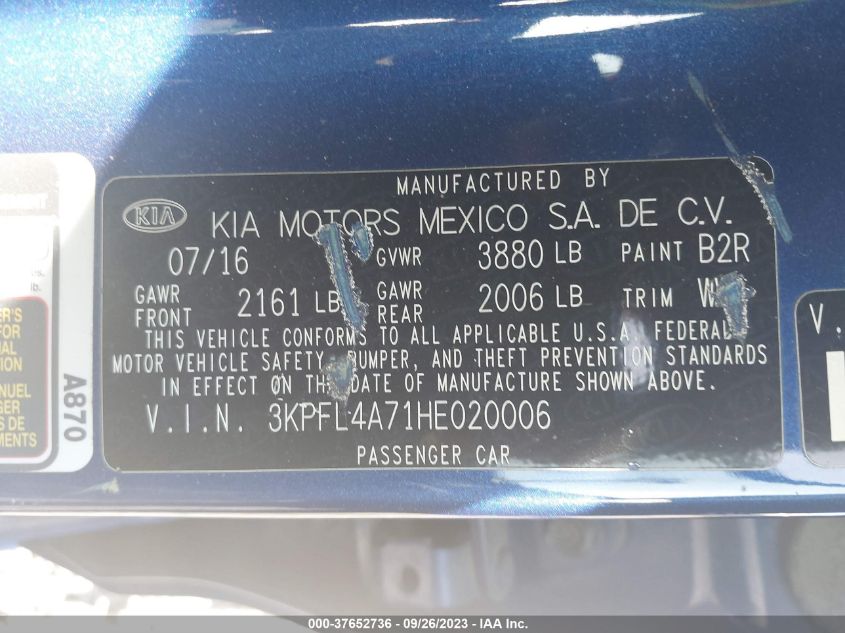 MANUFACTURED BY
KIA KIA MOTORS MEXICO S.A. DE C.V.
07/16 GVWR 3880 LB PAINT B2R
GAWR FRONT 2161 LB GAWR REAR 2006 LB TRIM
THIS VEHICLE CONFORMS TO ALL APPLICABLE U.S.A. FEDERAL
MOTOR VEHICLE SAFETY, BUMPER, AND THEFT PREVENTION STANDARDS
IN EFFECT ON THE DATE OF MANUFACTURE SHOWN ABOVE.
V.I.N. 3KPFL4A71HE020006
PASSENGER CAR
A870
lb.
FOR
MENTS
V.
000-37652736 - 09/26/2023 - IAA Inc.